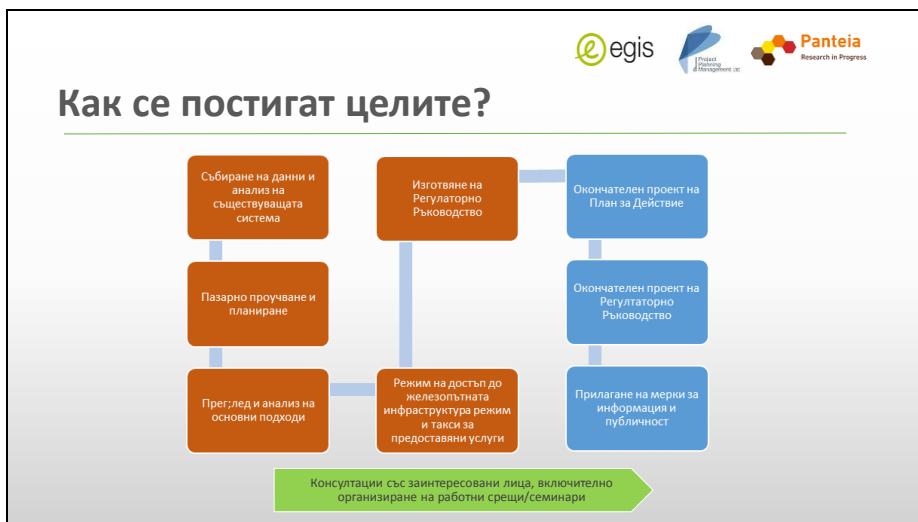 egis
Project
Planning
& Management Ltd
Panteia
Research in Progress
Как се постигат целите?
Събиране на данни и
анализ на
съществуващата
система
Пазарно проучване и
планиране
Прег;лед и анализ на
основни подходи
Режим на достъп до
железопътната
инфраструктура режим
и такси за
предоставяни услуги
Изготвяне на
Регулаторно
Ръководство
Окончателен проект на
План за Действие
Окончателен проект на
Регултаторно
Ръководство
Прилагане на мерки за
информация и
публичност
Консултации със заинтересовани лица, включително
организиране на работни срещи/семинари